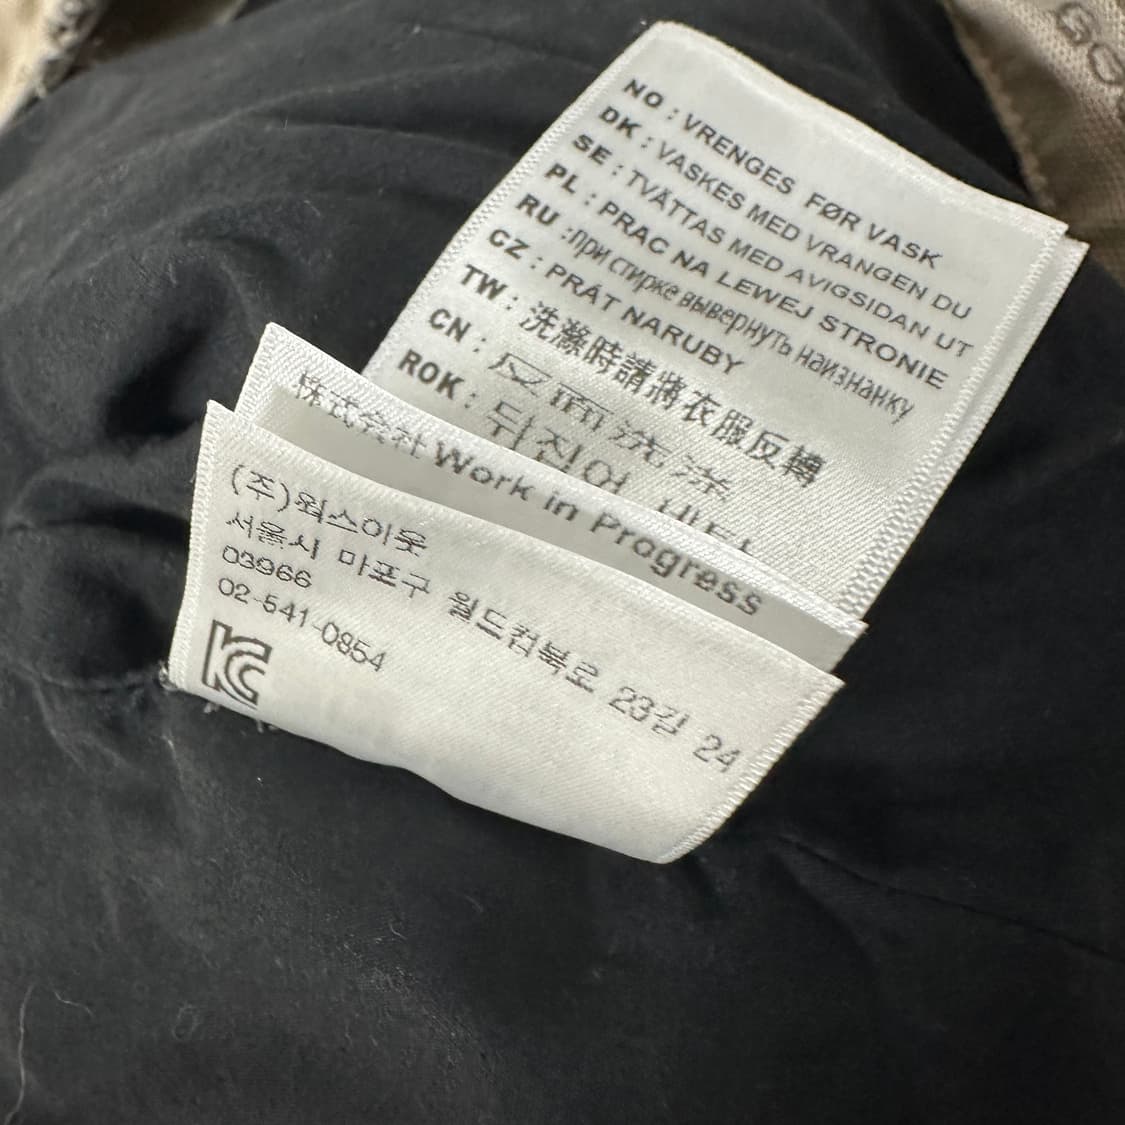 NO : VRENGES FØR VASK
DK : VASKES MED VRANGEN DU
SE : TVÄTTAS MED AVIGSIDAN UT
PL : PRAC NA LEWEJ STRONIE
RU :при стирке вывернуть наизнанку
CZ : PRÁT NARUBY
TW : 洗滌時請將衣服反轉
CN : 反面洗涤
ROK : 뒤집어
株式会社 Work in Progress
(주)웍스아웃
서울시 마포구 월드컵북로 23길 24
03966
02-541-0854